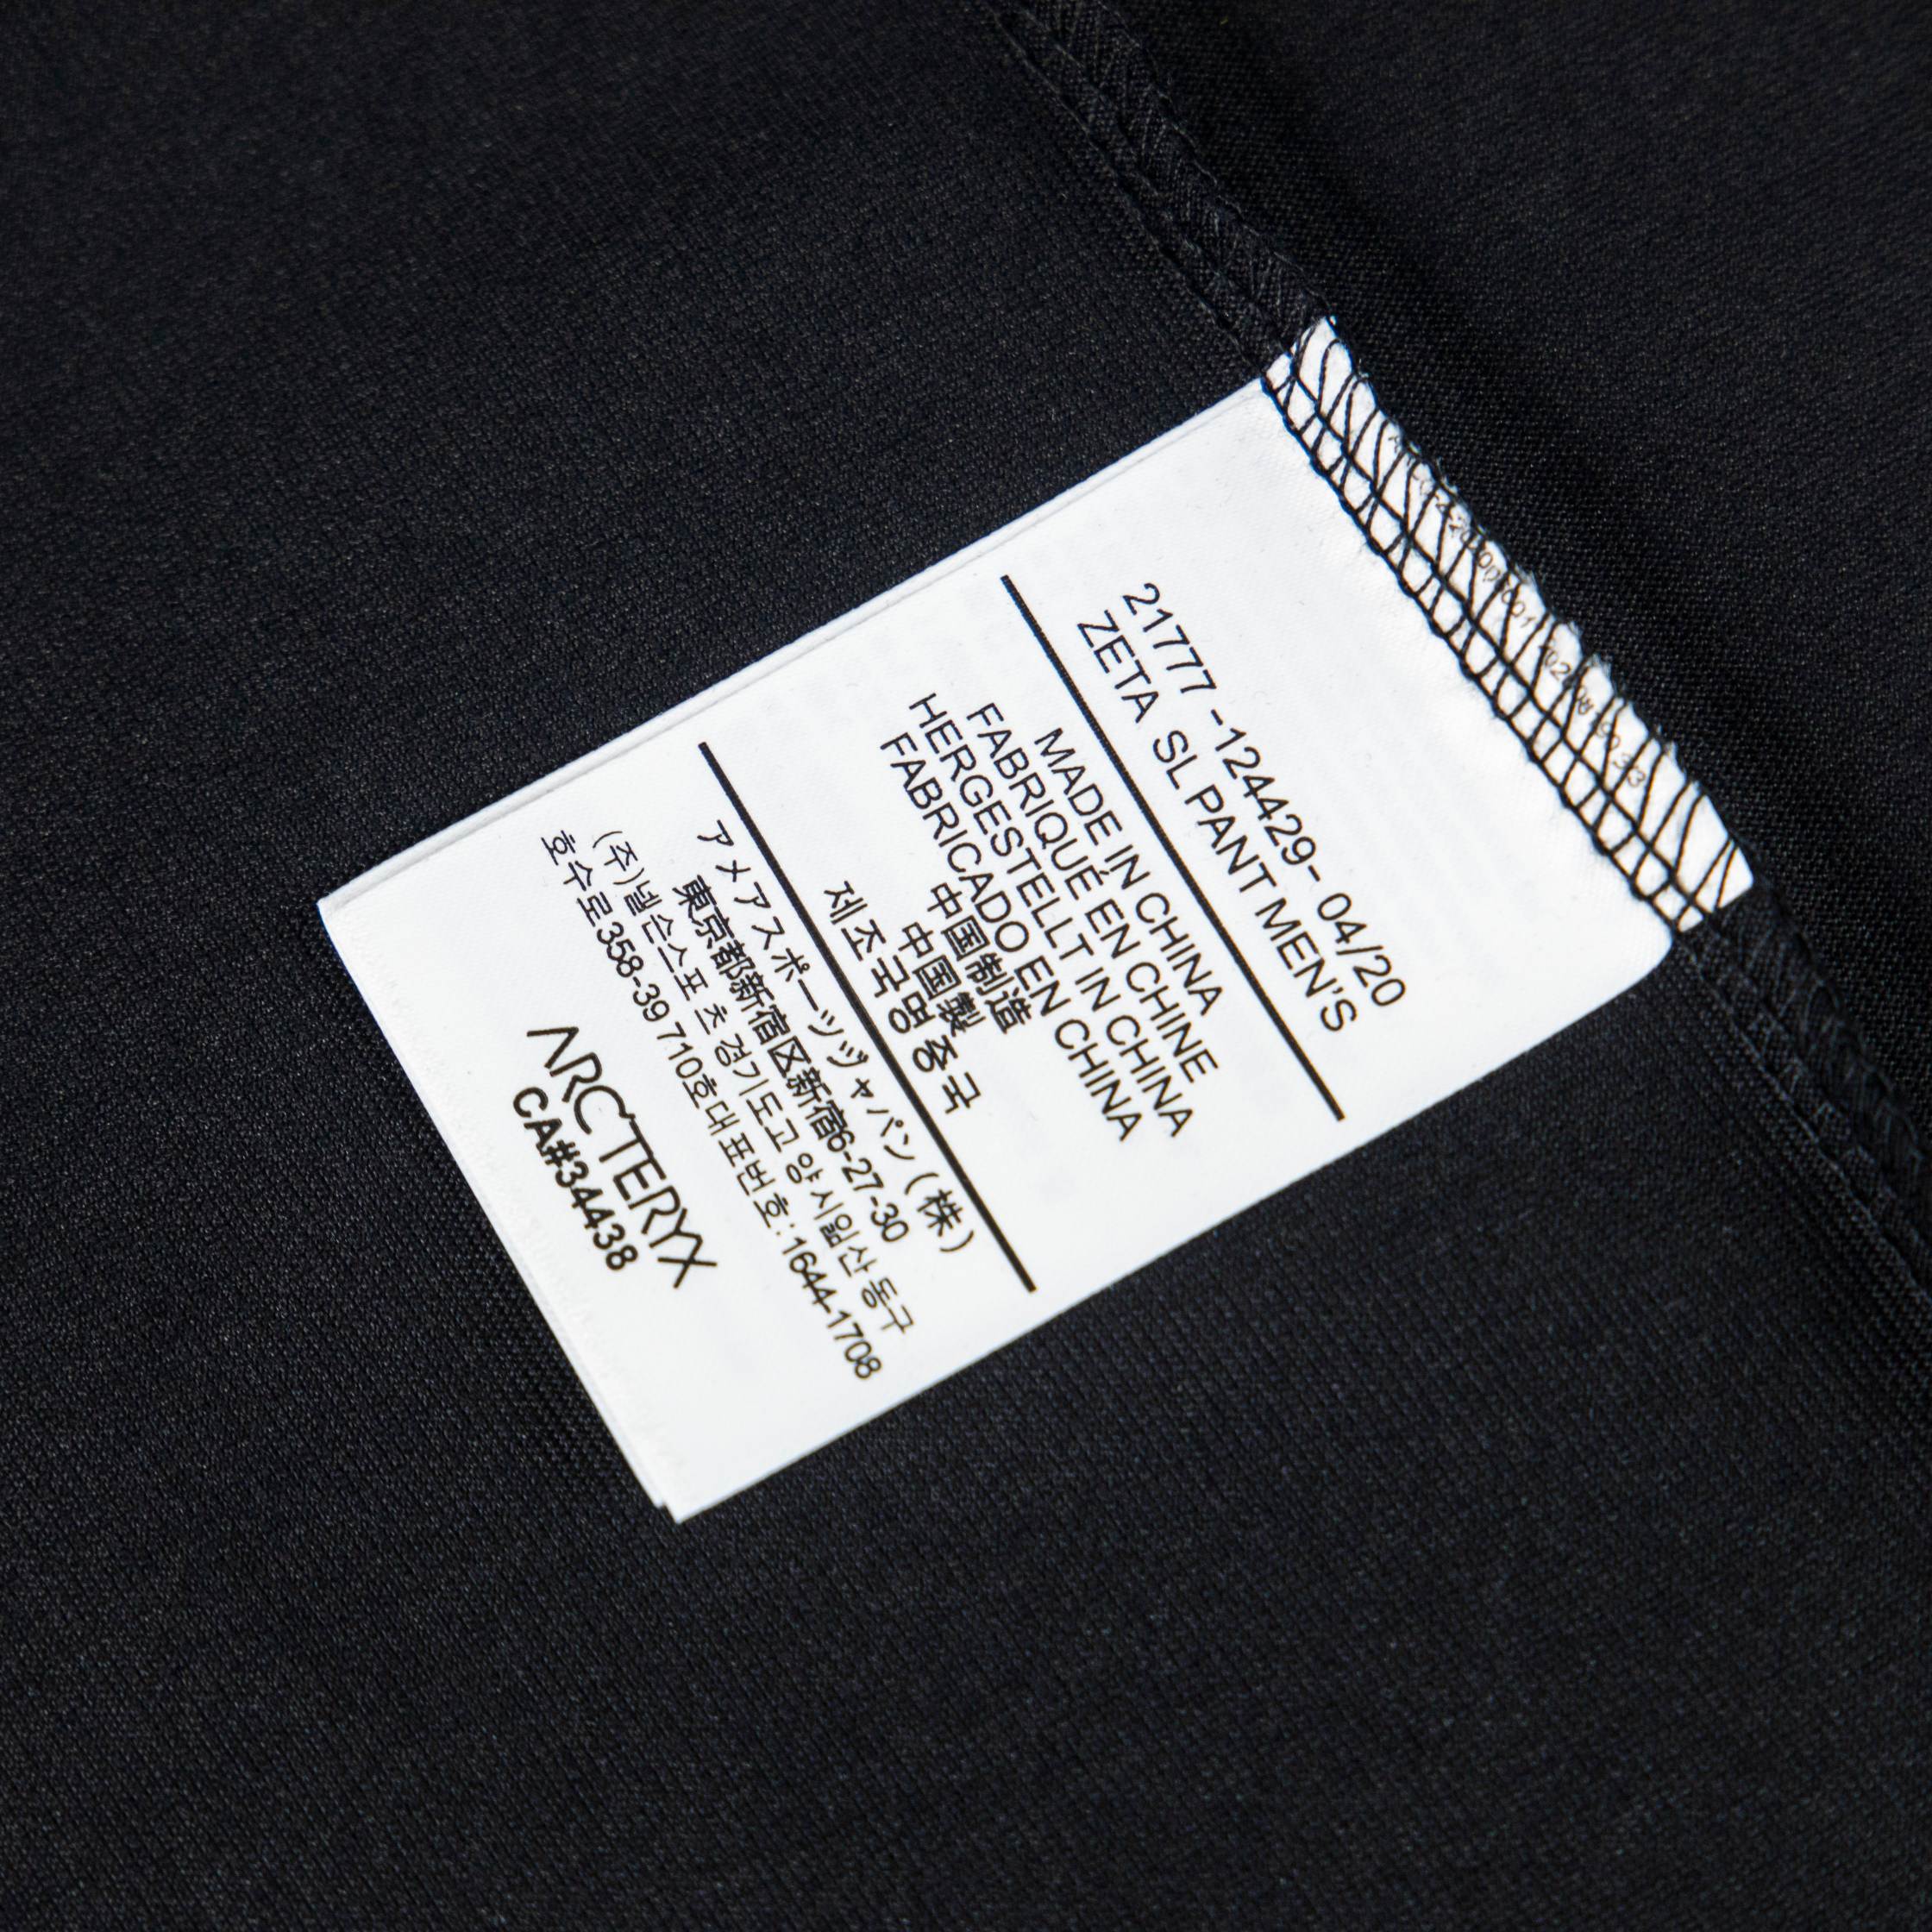 21777 -124429- 04/20
ZETA SL PANT MEN'S
MADE IN CHINA
FABRIQUÉ EN CHINE
HERGESTELLT IN CHINA
FABRICADO EN CHINA
中国制造
中国製
제조국명 중국
アメアスポーツジャパン (株)
東京都新宿区新宿6-27-30
(주)넬슨스포츠 경기도고양시일산동구
호수로358-39 710호대표번호:1644-1708
ARC'TERYX
CA#34438